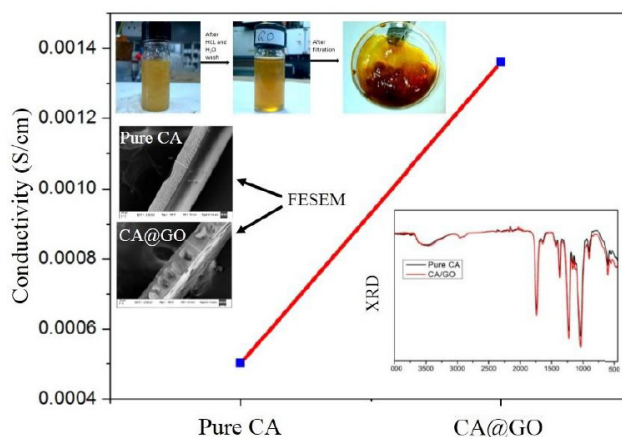 0.0014
0.0012
0.0010
0.0008
0.0006
0.0004
Conductivity (S/cm)
After
HCL and
H2O
wash
GO
After
filtration
Pure CA
CA@GO
FESEM
XRD
Pure CA
CA/GO
000 3500 3000 2500 2000 1500 1000 500
Pure CA
CA@GO